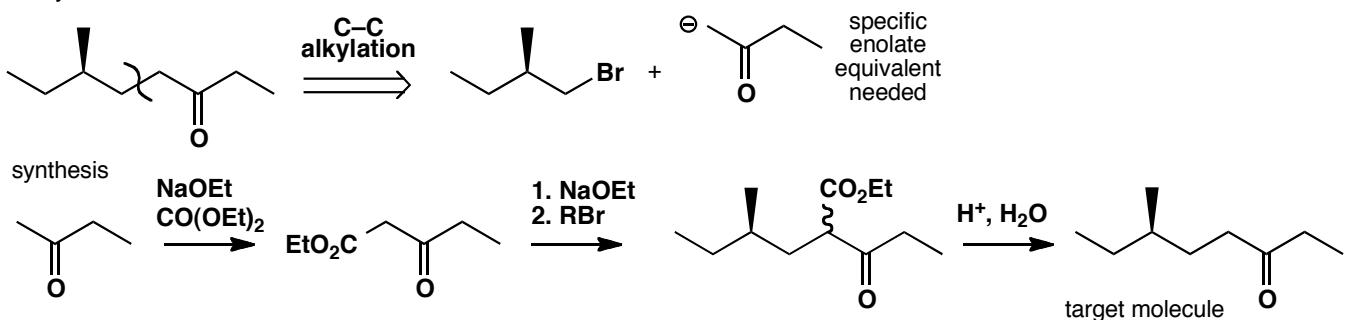 C–C
alkylation
Br
+
⊖
O
specific
enolate
equivalent
needed
O
synthesis
NaOEt
CO(OEt)₂
1. NaOEt
2. RBr
CO₂Et
H⁺, H₂O
EtO₂C
O
O
O
O
target molecule